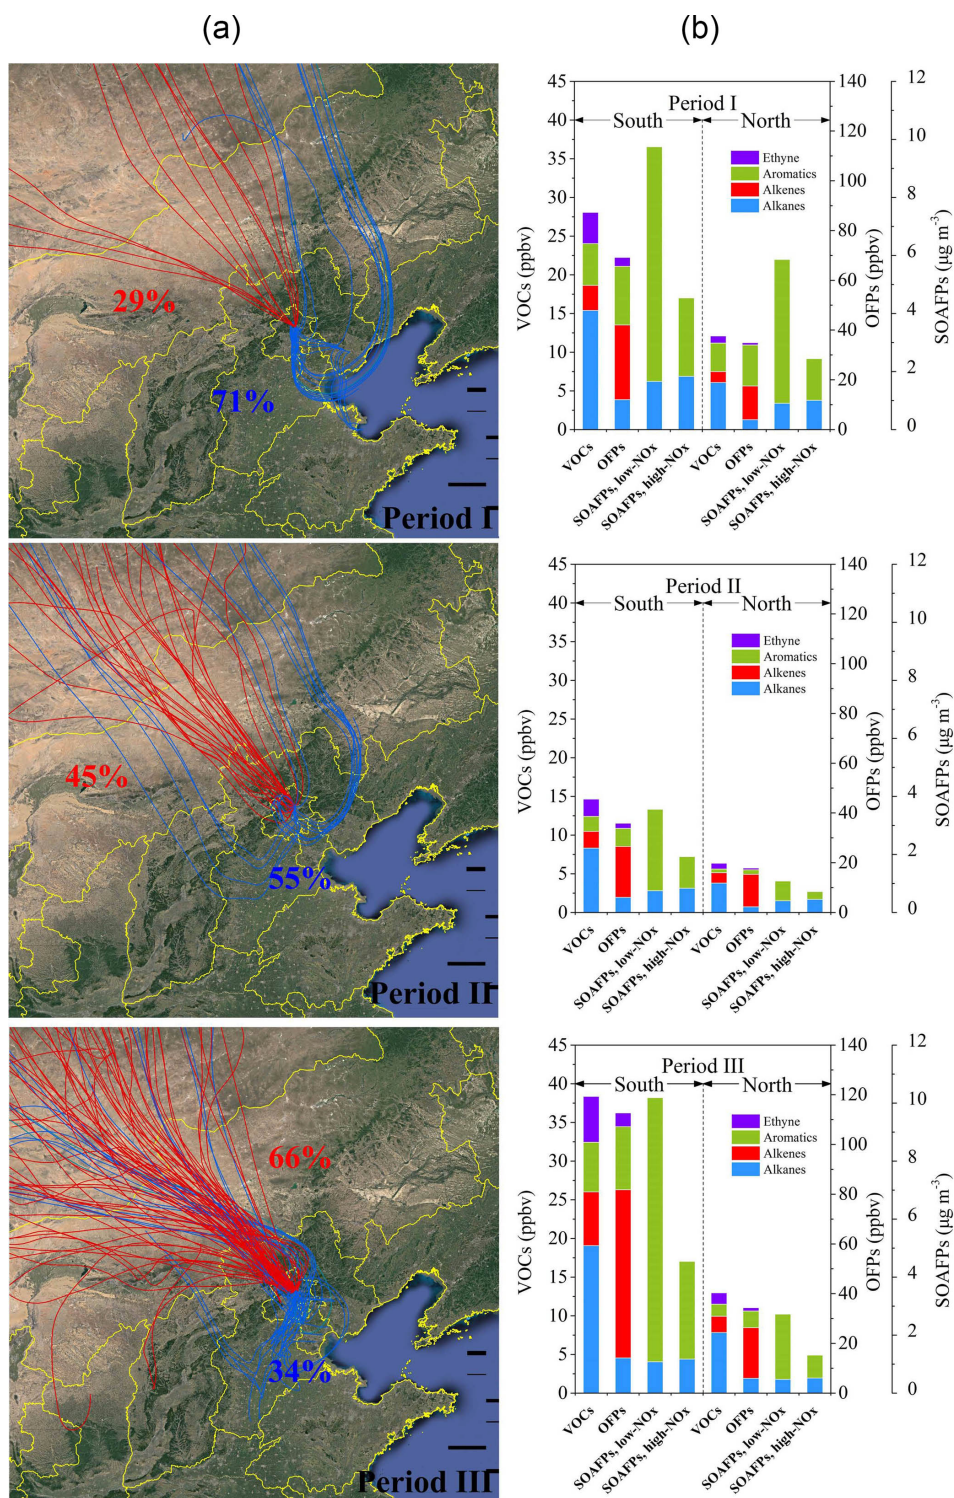 (a)
(b)
29%
71%
Period I
45
40
35
30
25
20
15
10
5
0
VOCs (ppbv)
Period I
South
North
Ethyne
Aromatics
Alkenes
Alkanes
140
120
100
80
60
40
20
0
OFPs (ppbv)
12
10
8
6
4
2
0
SOAFPs (μg m⁻³)
VOCs
OFPs
SOAFPs, low-NOx
SOAFPs, high-NOx
VOCs
OFPs
SOAFPs, low-NOx
SOAFPs, high-NOx
45%
55%
Period II
45
40
35
30
25
20
15
10
5
0
VOCs (ppbv)
Period II
South
North
Ethyne
Aromatics
Alkenes
Alkanes
140
120
100
80
60
40
20
0
OFPs (ppbv)
12
10
8
6
4
2
0
SOAFPs (μg m⁻³)
VOCs
OFPs
SOAFPs, low-NOx
SOAFPs, high-NOx
VOCs
OFPs
SOAFPs, low-NOx
SOAFPs, high-NOx
66%
34%
Period III
45
40
35
30
25
20
15
10
5
0
VOCs (ppbv)
Period III
South
North
Ethyne
Aromatics
Alkenes
Alkanes
140
120
100
80
60
40
20
0
OFPs (ppbv)
12
10
8
6
4
2
0
SOAFPs (μg m⁻³)
VOCs
OFPs
SOAFPs, low-NOx
SOAFPs, high-NOx
VOCs
OFPs
SOAFPs, low-NOx
SOAFPs, high-NOx